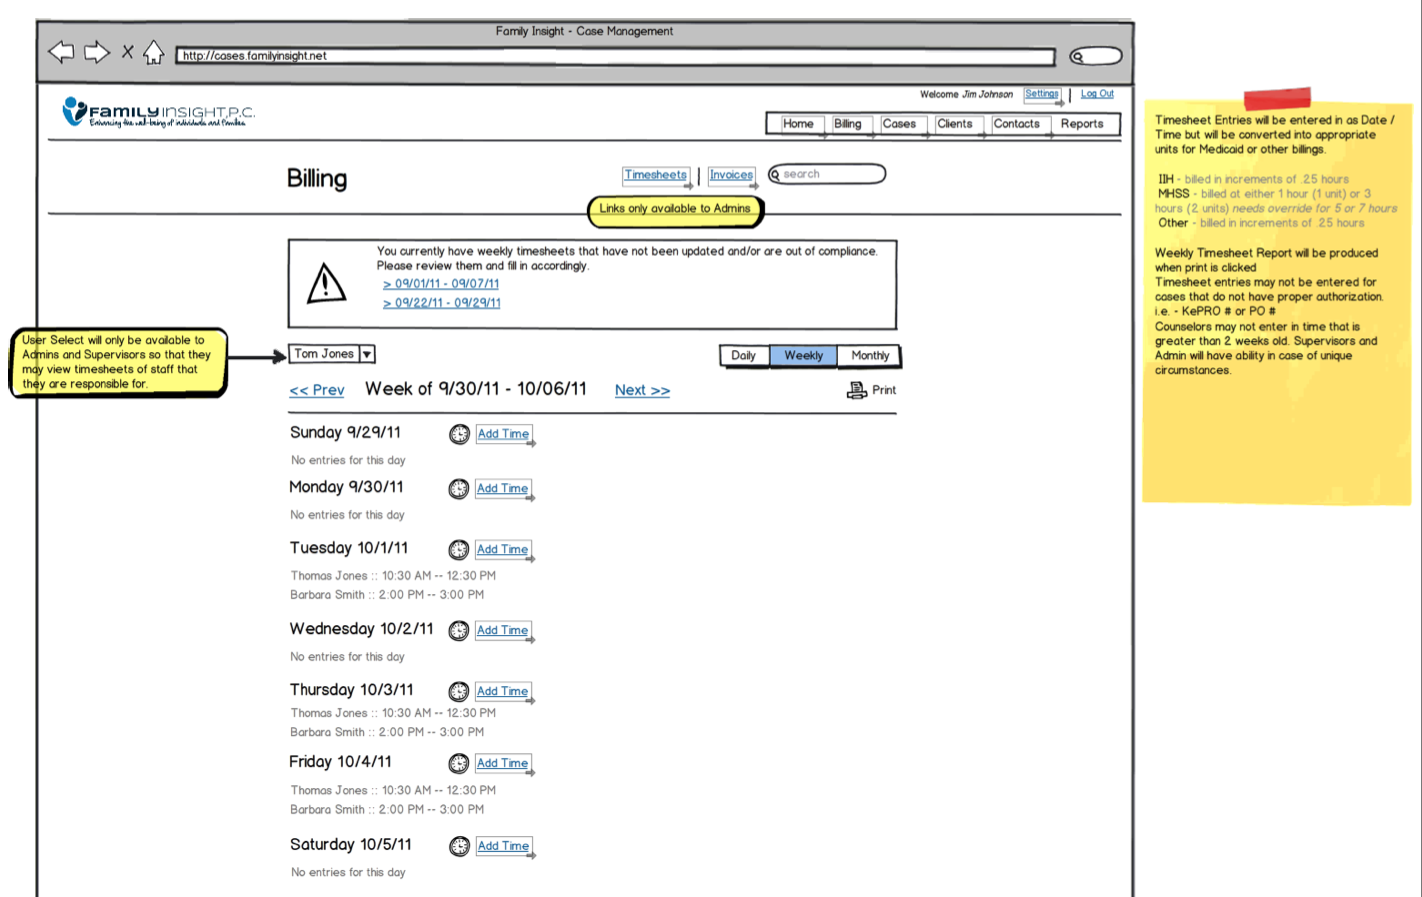 Family Insight - Case Management
X
http://cases.familyinsight.net
Welcome Jim Johnson Settings | Log Out
FAMILY INSIGHT, P.C.
Enhancing the well-being of individuals and families
Home Billing Cases Clients Contacts Reports
Billing
Timesheets | Invoices
search
Links only available to Admins
You currently have weekly timesheets that have not been updated and/or are out of compliance.
Please review them and fill in accordingly.
> 09/01/11 - 09/07/11
> 09/22/11 - 09/29/11
User Select will only be available to
Admins and Supervisors so that they
may view timesheets of staff that
they are responsible for.
Tom Jones
Daily Weekly Monthly
<< Prev Week of 9/30/11 - 10/06/11 Next >>
Print
Sunday 9/29/11 Add Time
No entries for this day
Monday 9/30/11 Add Time
No entries for this day
Tuesday 10/1/11 Add Time
Thomas Jones :: 10:30 AM -- 12:30 PM
Barbara Smith :: 2:00 PM -- 3:00 PM
Wednesday 10/2/11 Add Time
No entries for this day
Thursday 10/3/11 Add Time
Thomas Jones :: 10:30 AM -- 12:30 PM
Barbara Smith :: 2:00 PM -- 3:00 PM
Friday 10/4/11 Add Time
Thomas Jones :: 10:30 AM -- 12:30 PM
Barbara Smith :: 2:00 PM -- 3:00 PM
Saturday 10/5/11 Add Time
No entries for this day
Timesheet Entries will be entered in as Date /
Time but will be converted into appropriate
units for Medicaid or other billings.
IIH - billed in increments of .25 hours
MHSS - billed at either 1 hour (1 unit) or 3
hours (2 units) needs override for 5 or 7 hours
Other - billed in increments of .25 hours
Weekly Timesheet Report will be produced
when print is clicked
Timesheet entries may not be entered for
cases that do not have proper authorization.
i.e. - KePRO # or PO #
Counselors may not enter in time that is
greater than 2 weeks old. Supervisors and
Admin will have ability in case of unique
circumstances.